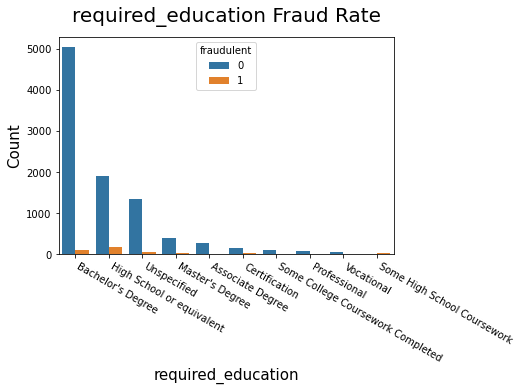 required_education Fraud Rate
fraudulent
0
1
Count
5000
4000
3000
2000
1000
0
Bachelor's Degree
High School or equivalent
Unspecified
Master's Degree
Associate Degree
Certification
Some College Coursework Completed
Professional
Vocational
Some High School Coursework
required_education